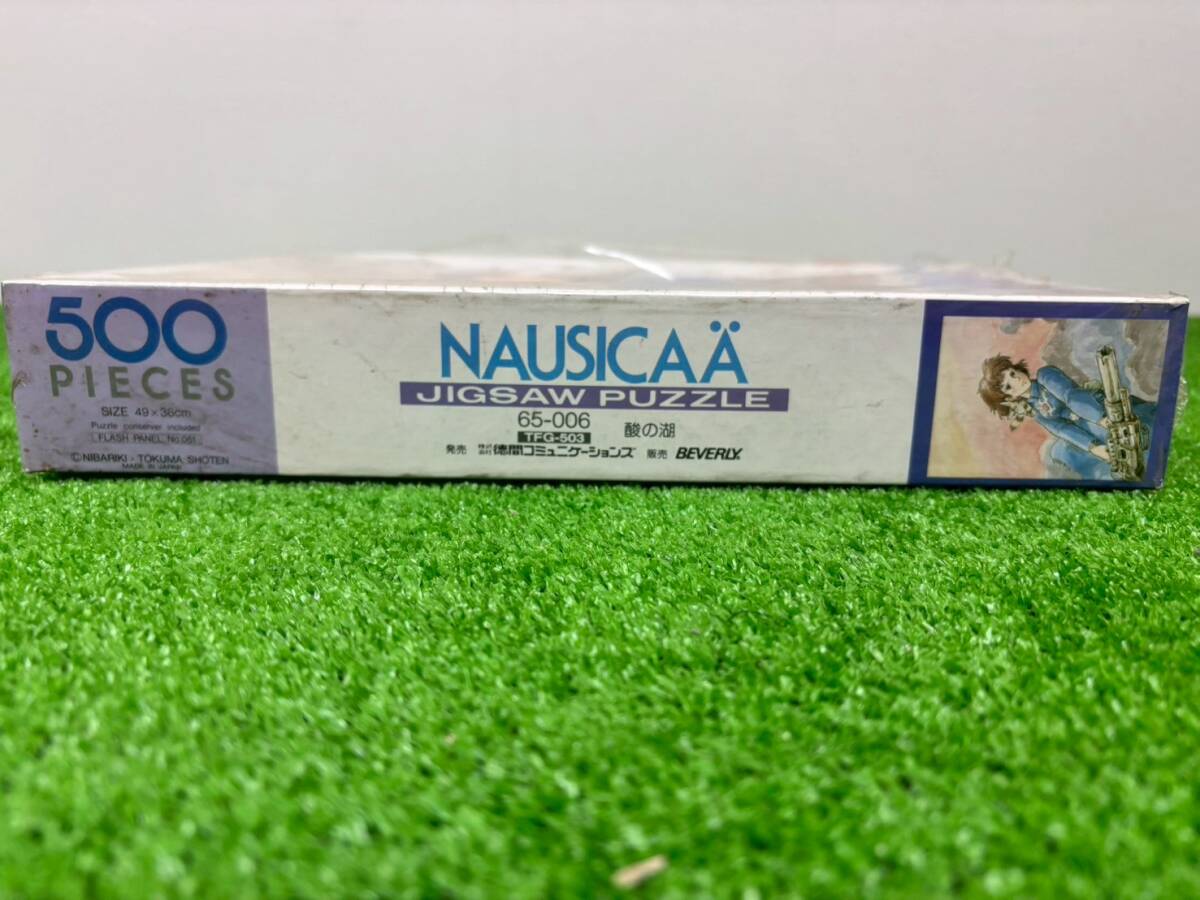 500
PIECES
SIZE 49×36cm
Puzzle conserver included
FLASH PANEL No.051
©NIBARIKI・TOKUMA SHOTEN
MADE IN JAPAN
NAUSICAÄ
JIGSAW PUZZLE
65-006
TFG-503 酸の湖
発売 株式会社 徳間コミュニケーションズ 販売 BEVERLY.